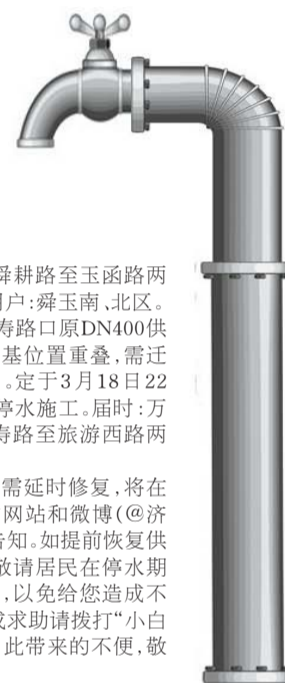 舜耕路至玉函路两
用户:舜玉南、北区。
寿路口原DN400供
基位置重叠,需迁
。定于3月18日22
停水施工。届时:万
寿路至旅游西路两
需延时修复,将在
网站和微博(@济
告知。如提前恢复供
敬请居民在停水期
,以免给您造成不
或求助请拨打“小白
此带来的不便,敬